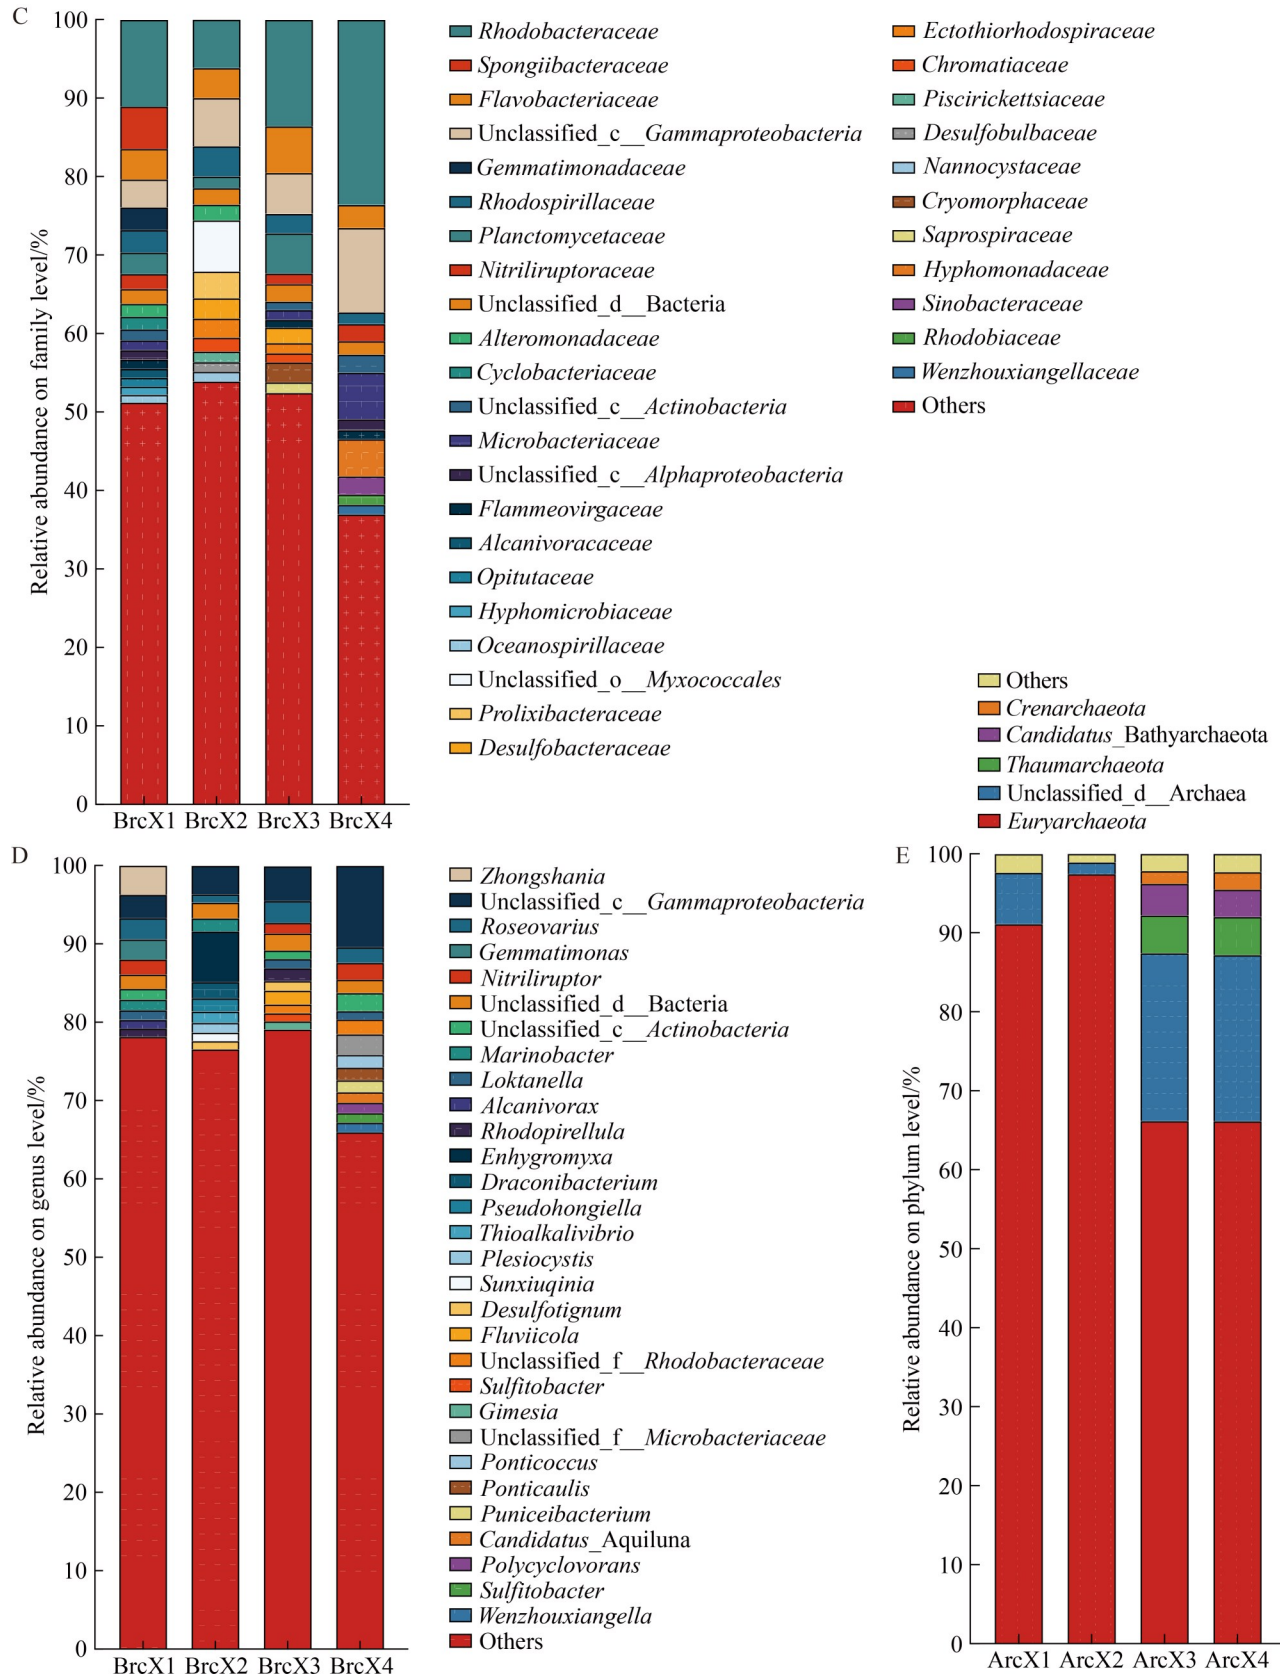 C
Relative abundance on family level/%
100
90
80
70
60
50
40
30
20
10
0
BrcX1 BrcX2 BrcX3 BrcX4
Rhodobacteraceae
Spongiibacteraceae
Flavobacteriaceae
Unclassified_c__Gammaproteobacteria
Gemmatimonadaceae
Rhodospirillaceae
Planctomycetaceae
Nitriliruptoraceae
Unclassified_d__Bacteria
Alteromonadaceae
Cyclobacteriaceae
Unclassified_c__Actinobacteria
Microbacteriaceae
Unclassified_c__Alphaproteobacteria
Flammeovirgaceae
Alcanivoracaceae
Opitutaceae
Hyphomicrobiaceae
Oceanospirillaceae
Unclassified_o__Myxococcales
Prolixibacteraceae
Desulfobacteraceae
Ectothiorhodospiraceae
Chromatiaceae
Piscirickettsiaceae
Desulfobulbaceae
Nannocystaceae
Cryomorphaceae
Saprospiraceae
Hyphomonadaceae
Sinobacteraceae
Rhodobiaceae
Wenzhouxiangellaceae
Others
D
Relative abundance on genus level/%
100
90
80
70
60
50
40
30
20
10
0
BrcX1 BrcX2 BrcX3 BrcX4
Zhongshania
Unclassified_c__Gammaproteobacteria
Roseovarius
Gemmatimonas
Nitriliruptor
Unclassified_d__Bacteria
Unclassified_c__Actinobacteria
Marinobacter
Loktanella
Alcanivorax
Rhodopirellula
Enhygromyxa
Draconibacterium
Pseudohongiella
Thioalkalivibrio
Plesiocystis
Sunxiuqinia
Desulfotignum
Fluviicola
Unclassified_f__Rhodobacteraceae
Sulfitobacter
Gimesia
Unclassified_f__Microbacteriaceae
Ponticoccus
Ponticaulis
Puniceibacterium
Candidatus_Aquiluna
Polycyclovorans
Sulfitobacter
Wenzhouxiangella
Others
Others
Crenarchaeota
Candidatus_Bathyarchaeota
Thaumarchaeota
Unclassified_d__Archaea
Euryarchaeota
E
Relative abundance on phylum level/%
100
90
80
70
60
50
40
30
20
10
0
ArcX1 ArcX2 ArcX3 ArcX4